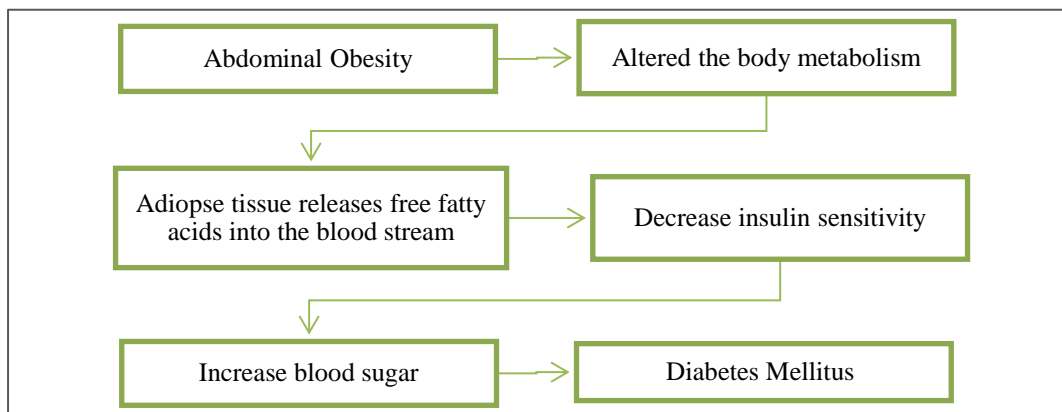 Abdominal Obesity
Altered the body metabolism
Adiopse tissue releases free fatty
acids into the blood stream
Decrease insulin sensitivity
Increase blood sugar
Diabetes Mellitus